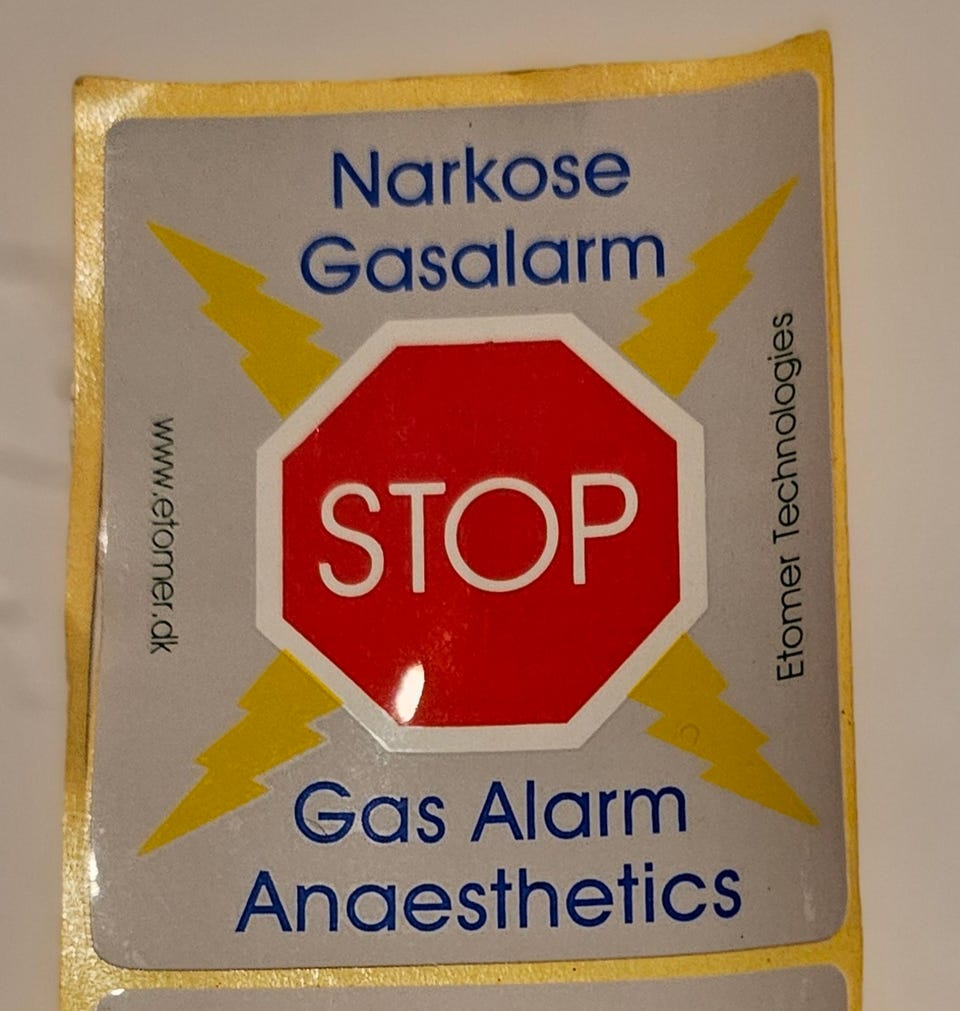 Narkose
Gasalarm
www.etomer.dk
STOP
Etomer Technologies
Gas Alarm
Anaesthetics